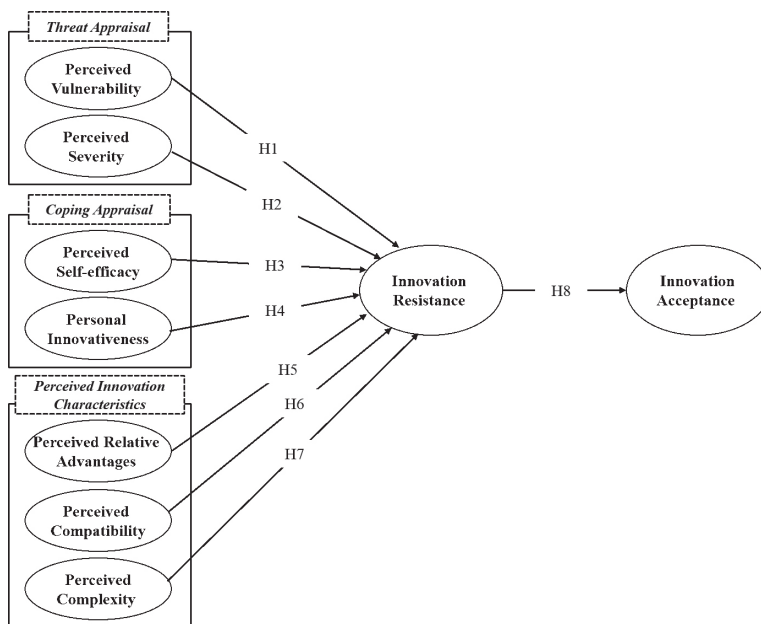 Threat Appraisal
Perceived
Vulnerability
Perceived
Severity
Coping Appraisal
Perceived
Self-efficacy
Personal
Innovativeness
Perceived Innovation
Characteristics
Perceived Relative
Advantages
Perceived
Compatibility
Perceived
Complexity
H1
H2
H3
H4
H5
H6
H7
Innovation
Resistance
H8
Innovation
Acceptance